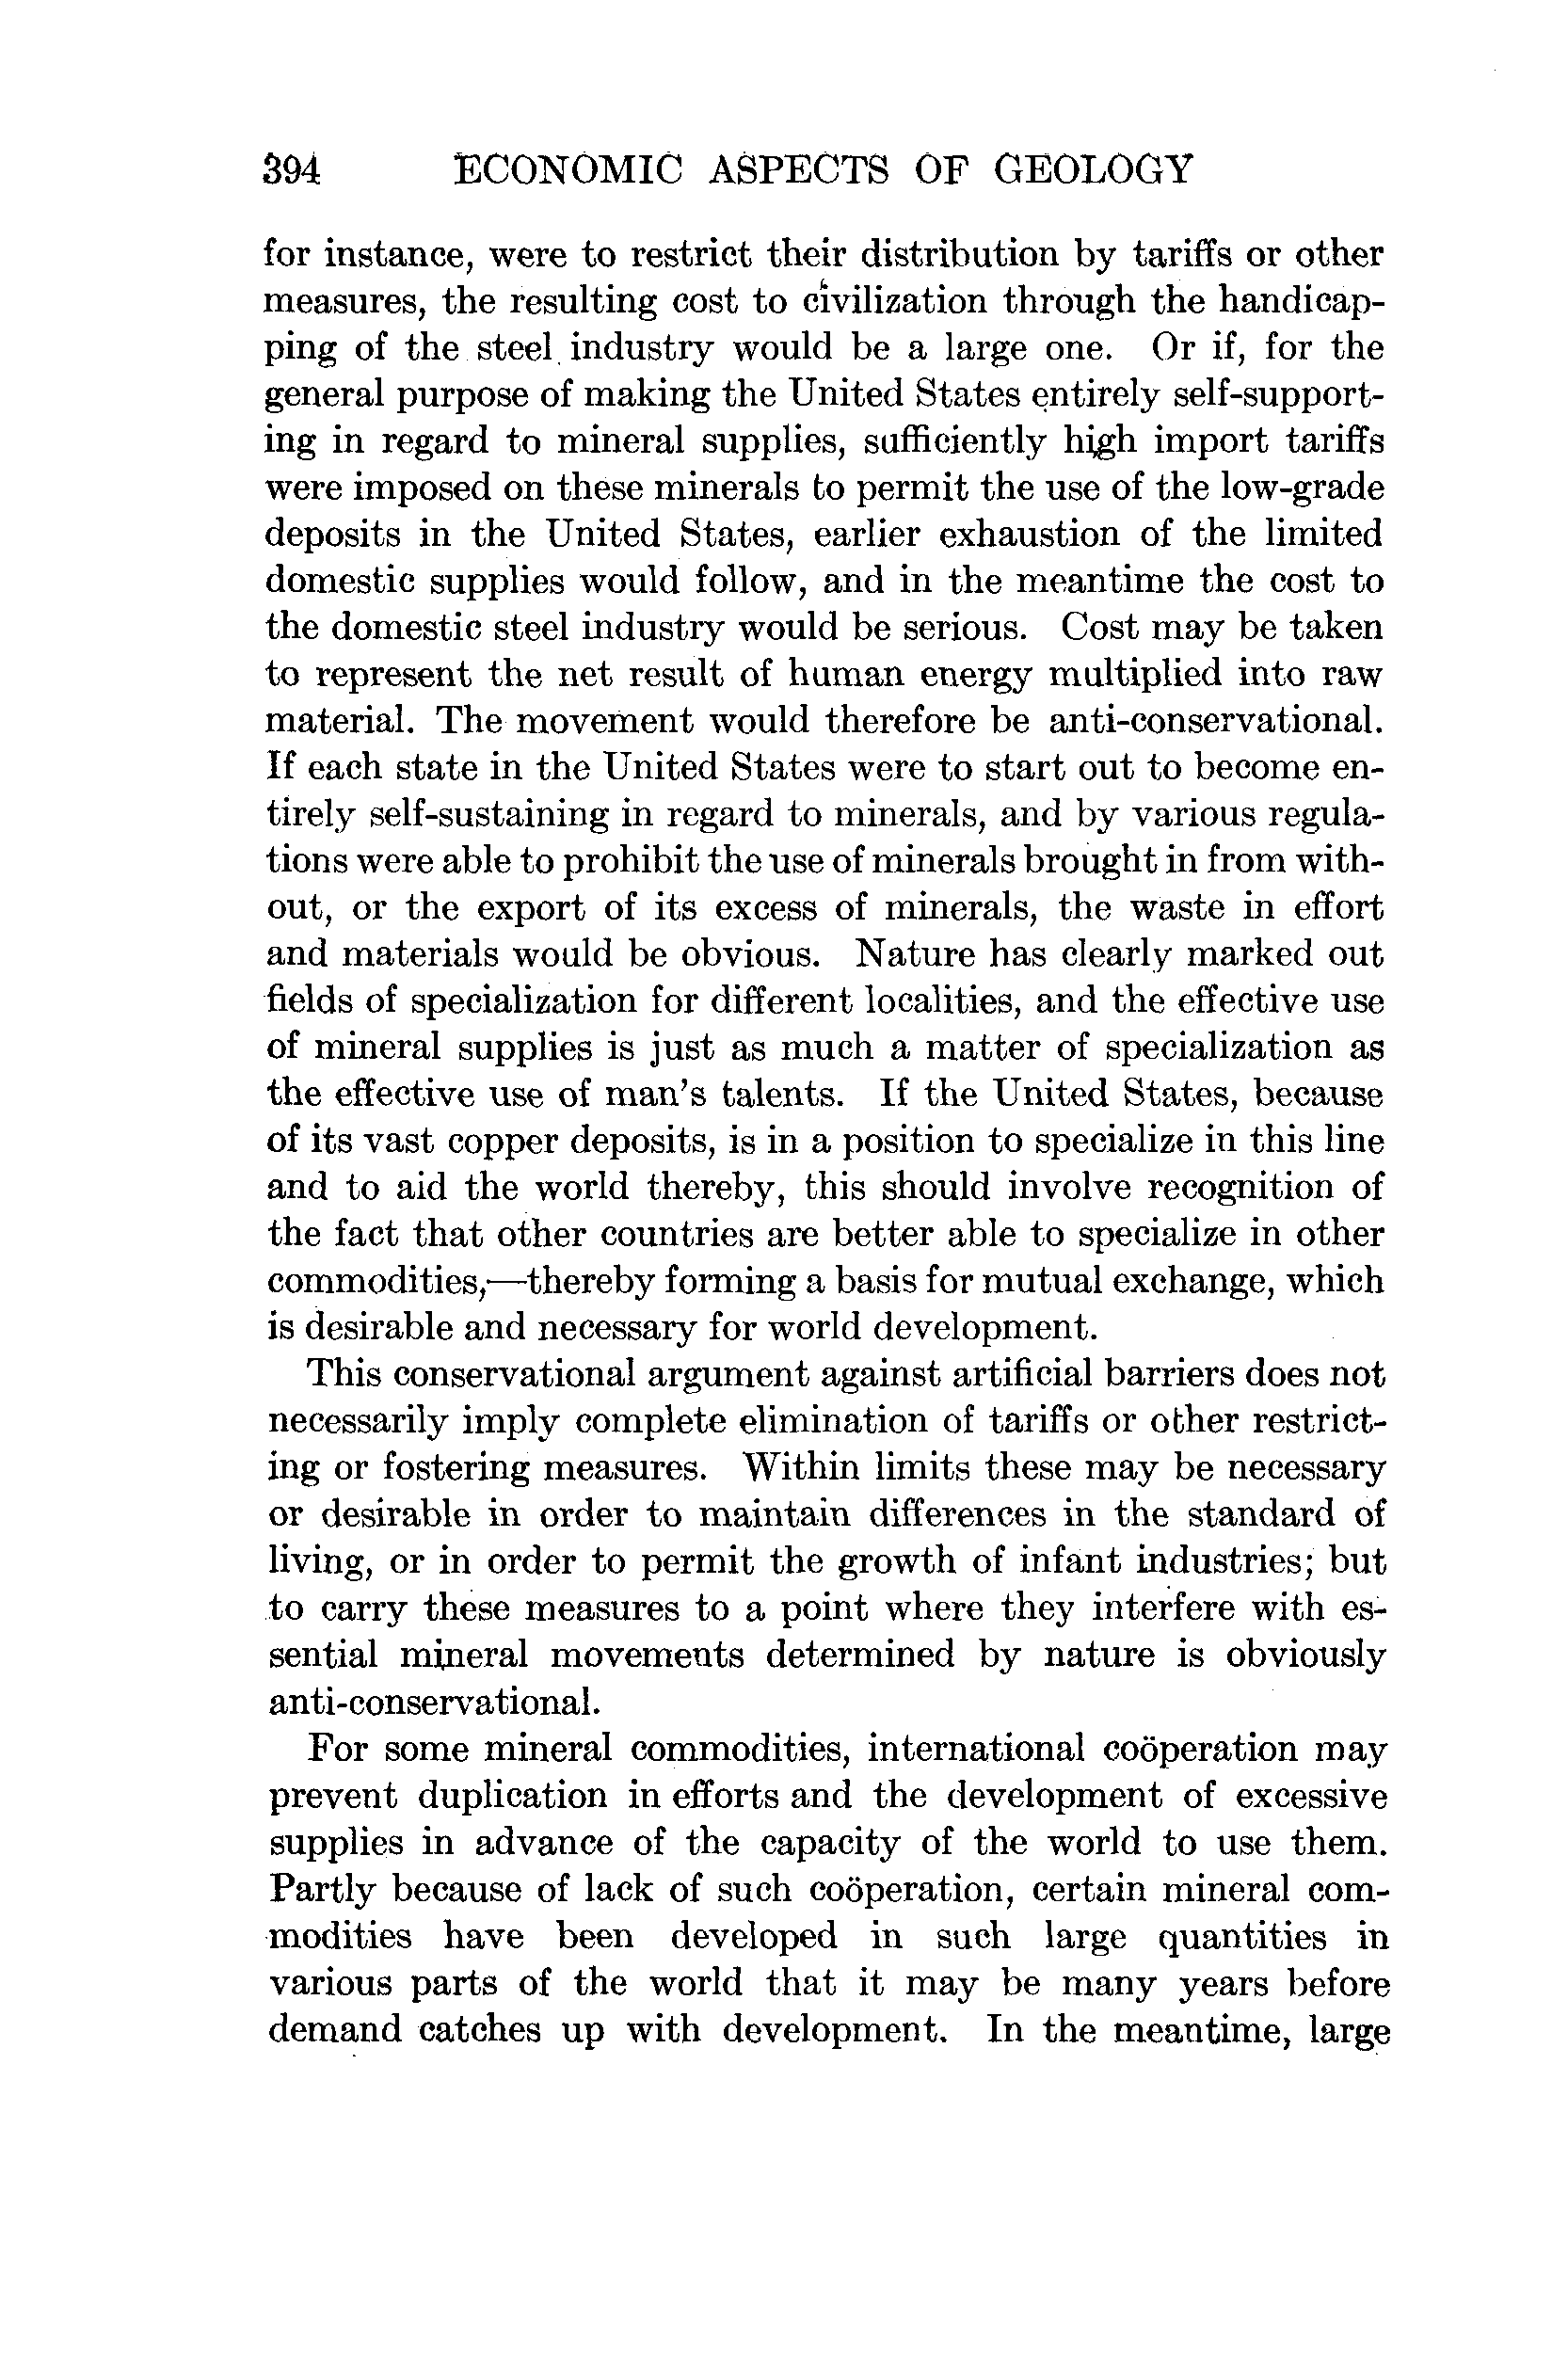 394 ECONOMIC ASPECTS OF GEOLOGY
for instance, were to restrict their distribution by tariffs or other
measures, the resulting cost to civilization through the handicap-
ping of the steel industry would be a large one. Or if, for the
general purpose of making the United States entirely self-support-
ing in regard to mineral supplies, sufficiently high import tariffs
were imposed on these minerals to permit the use of the low-grade
deposits in the United States, earlier exhaustion of the limited
domestic supplies would follow, and in the meantime the cost to
the domestic steel industry would be serious. Cost may be taken
to represent the net result of human energy multiplied into raw
material. The movement would therefore be anti-conservational.
If each state in the United States were to start out to become en-
tirely self-sustaining in regard to minerals, and by various regula-
tions were able to prohibit the use of minerals brought in from with-
out, or the export of its excess of minerals, the waste in effort
and materials would be obvious. Nature has clearly marked out
fields of specialization for different localities, and the effective use
of mineral supplies is just as much a matter of specialization as
the effective use of man's talents. If the United States, because
of its vast copper deposits, is in a position to specialize in this line
and to aid the world thereby, this should involve recognition of
the fact that other countries are better able to specialize in other
commodities,—thereby forming a basis for mutual exchange, which
is desirable and necessary for world development.
This conservational argument against artificial barriers does not
necessarily imply complete elimination of tariffs or other restrict-
ing or fostering measures. Within limits these may be necessary
or desirable in order to maintain differences in the standard of
living, or in order to permit the growth of infant industries; but
to carry these measures to a point where they interfere with es-
sential mineral movements determined by nature is obviously
anti-conservational.
For some mineral commodities, international coöperation may
prevent duplication in efforts and the development of excessive
supplies in advance of the capacity of the world to use them.
Partly because of lack of such coöperation, certain mineral com-
modities have been developed in such large quantities in
various parts of the world that it may be many years before
demand catches up with development. In the meantime, large